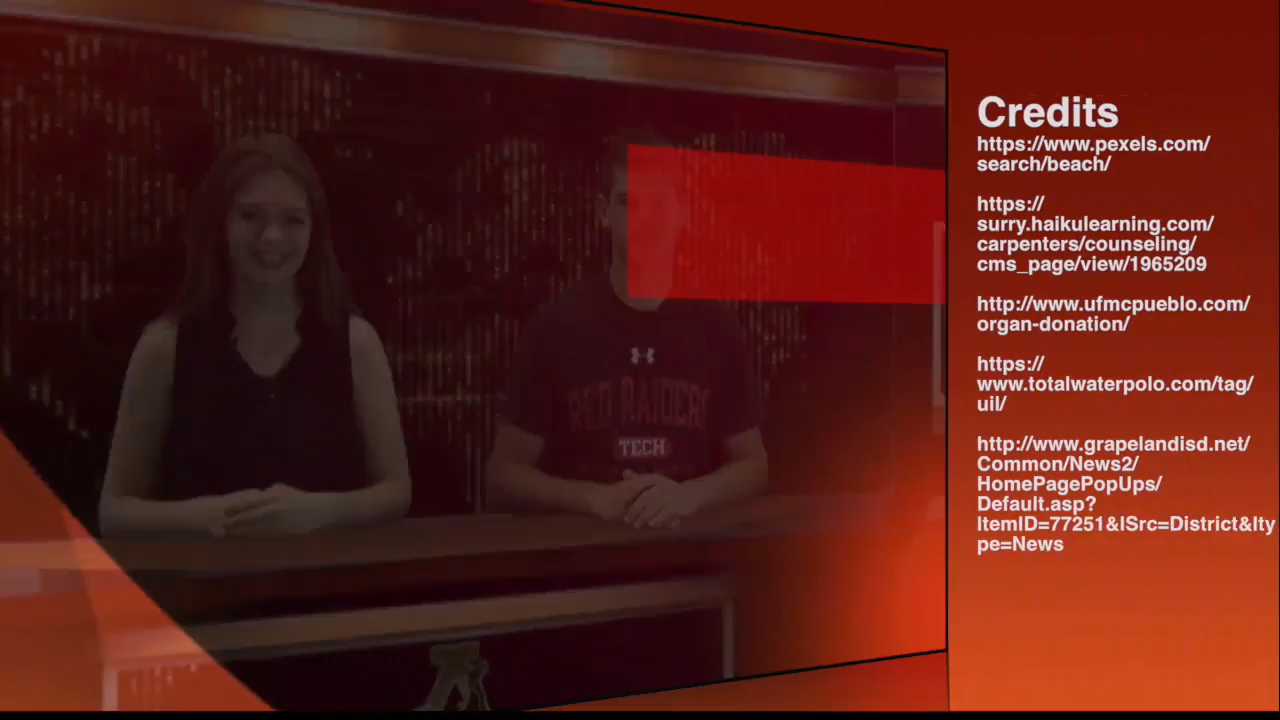 Credits
https://www.pexels.com/
search/beach/
https://
surry.haikulearning.com/
carpenters/counseling/
cms_page/view/1965209
http://www.ufmcpueblo.com/
organ-donation/
https://
www.totalwaterpolo.com/tag/
uil/
http://www.grapelandisd.net/
Common/News2/
HomePagePopUps/
Default.asp?
ItemID=77251&ISrc=District&Ity
pe=News
RED RAIDERS
TECH